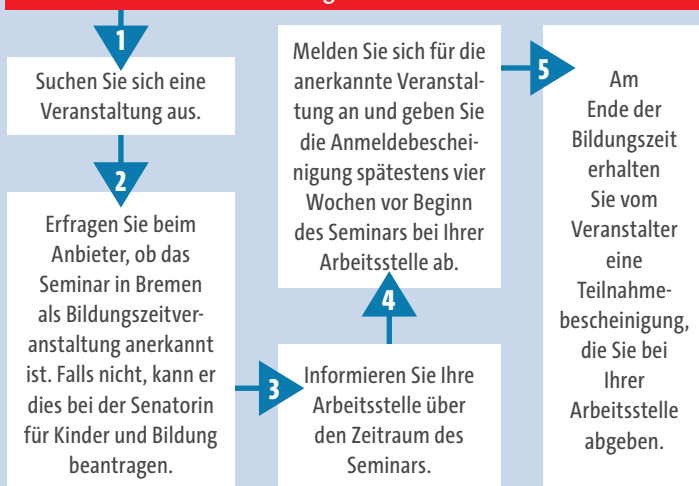 1
Suchen Sie sich eine
Veranstaltung aus.
2
Erfragen Sie beim
Anbieter, ob das
Seminar in Bremen
als Bildungszeitver-
anstaltung anerkannt
ist. Falls nicht, kann er
dies bei der Senatorin
für Kinder und Bildung
beantragen.
3
Informieren Sie Ihre
Arbeitsstelle über
den Zeitraum des
Seminars.
4
Melden Sie sich für die
anerkannte Veranstal-
tung an und geben Sie
die Anmeldebeschei-
nigung spätestens vier
Wochen vor Beginn
des Seminars bei Ihrer
Arbeitsstelle ab.
5
Am
Ende der
Bildungszeit
erhalten
Sie vom
Veranstalter
eine
Teilnahme-
bescheinigung,
die Sie bei
Ihrer
Arbeitsstelle
abgeben.